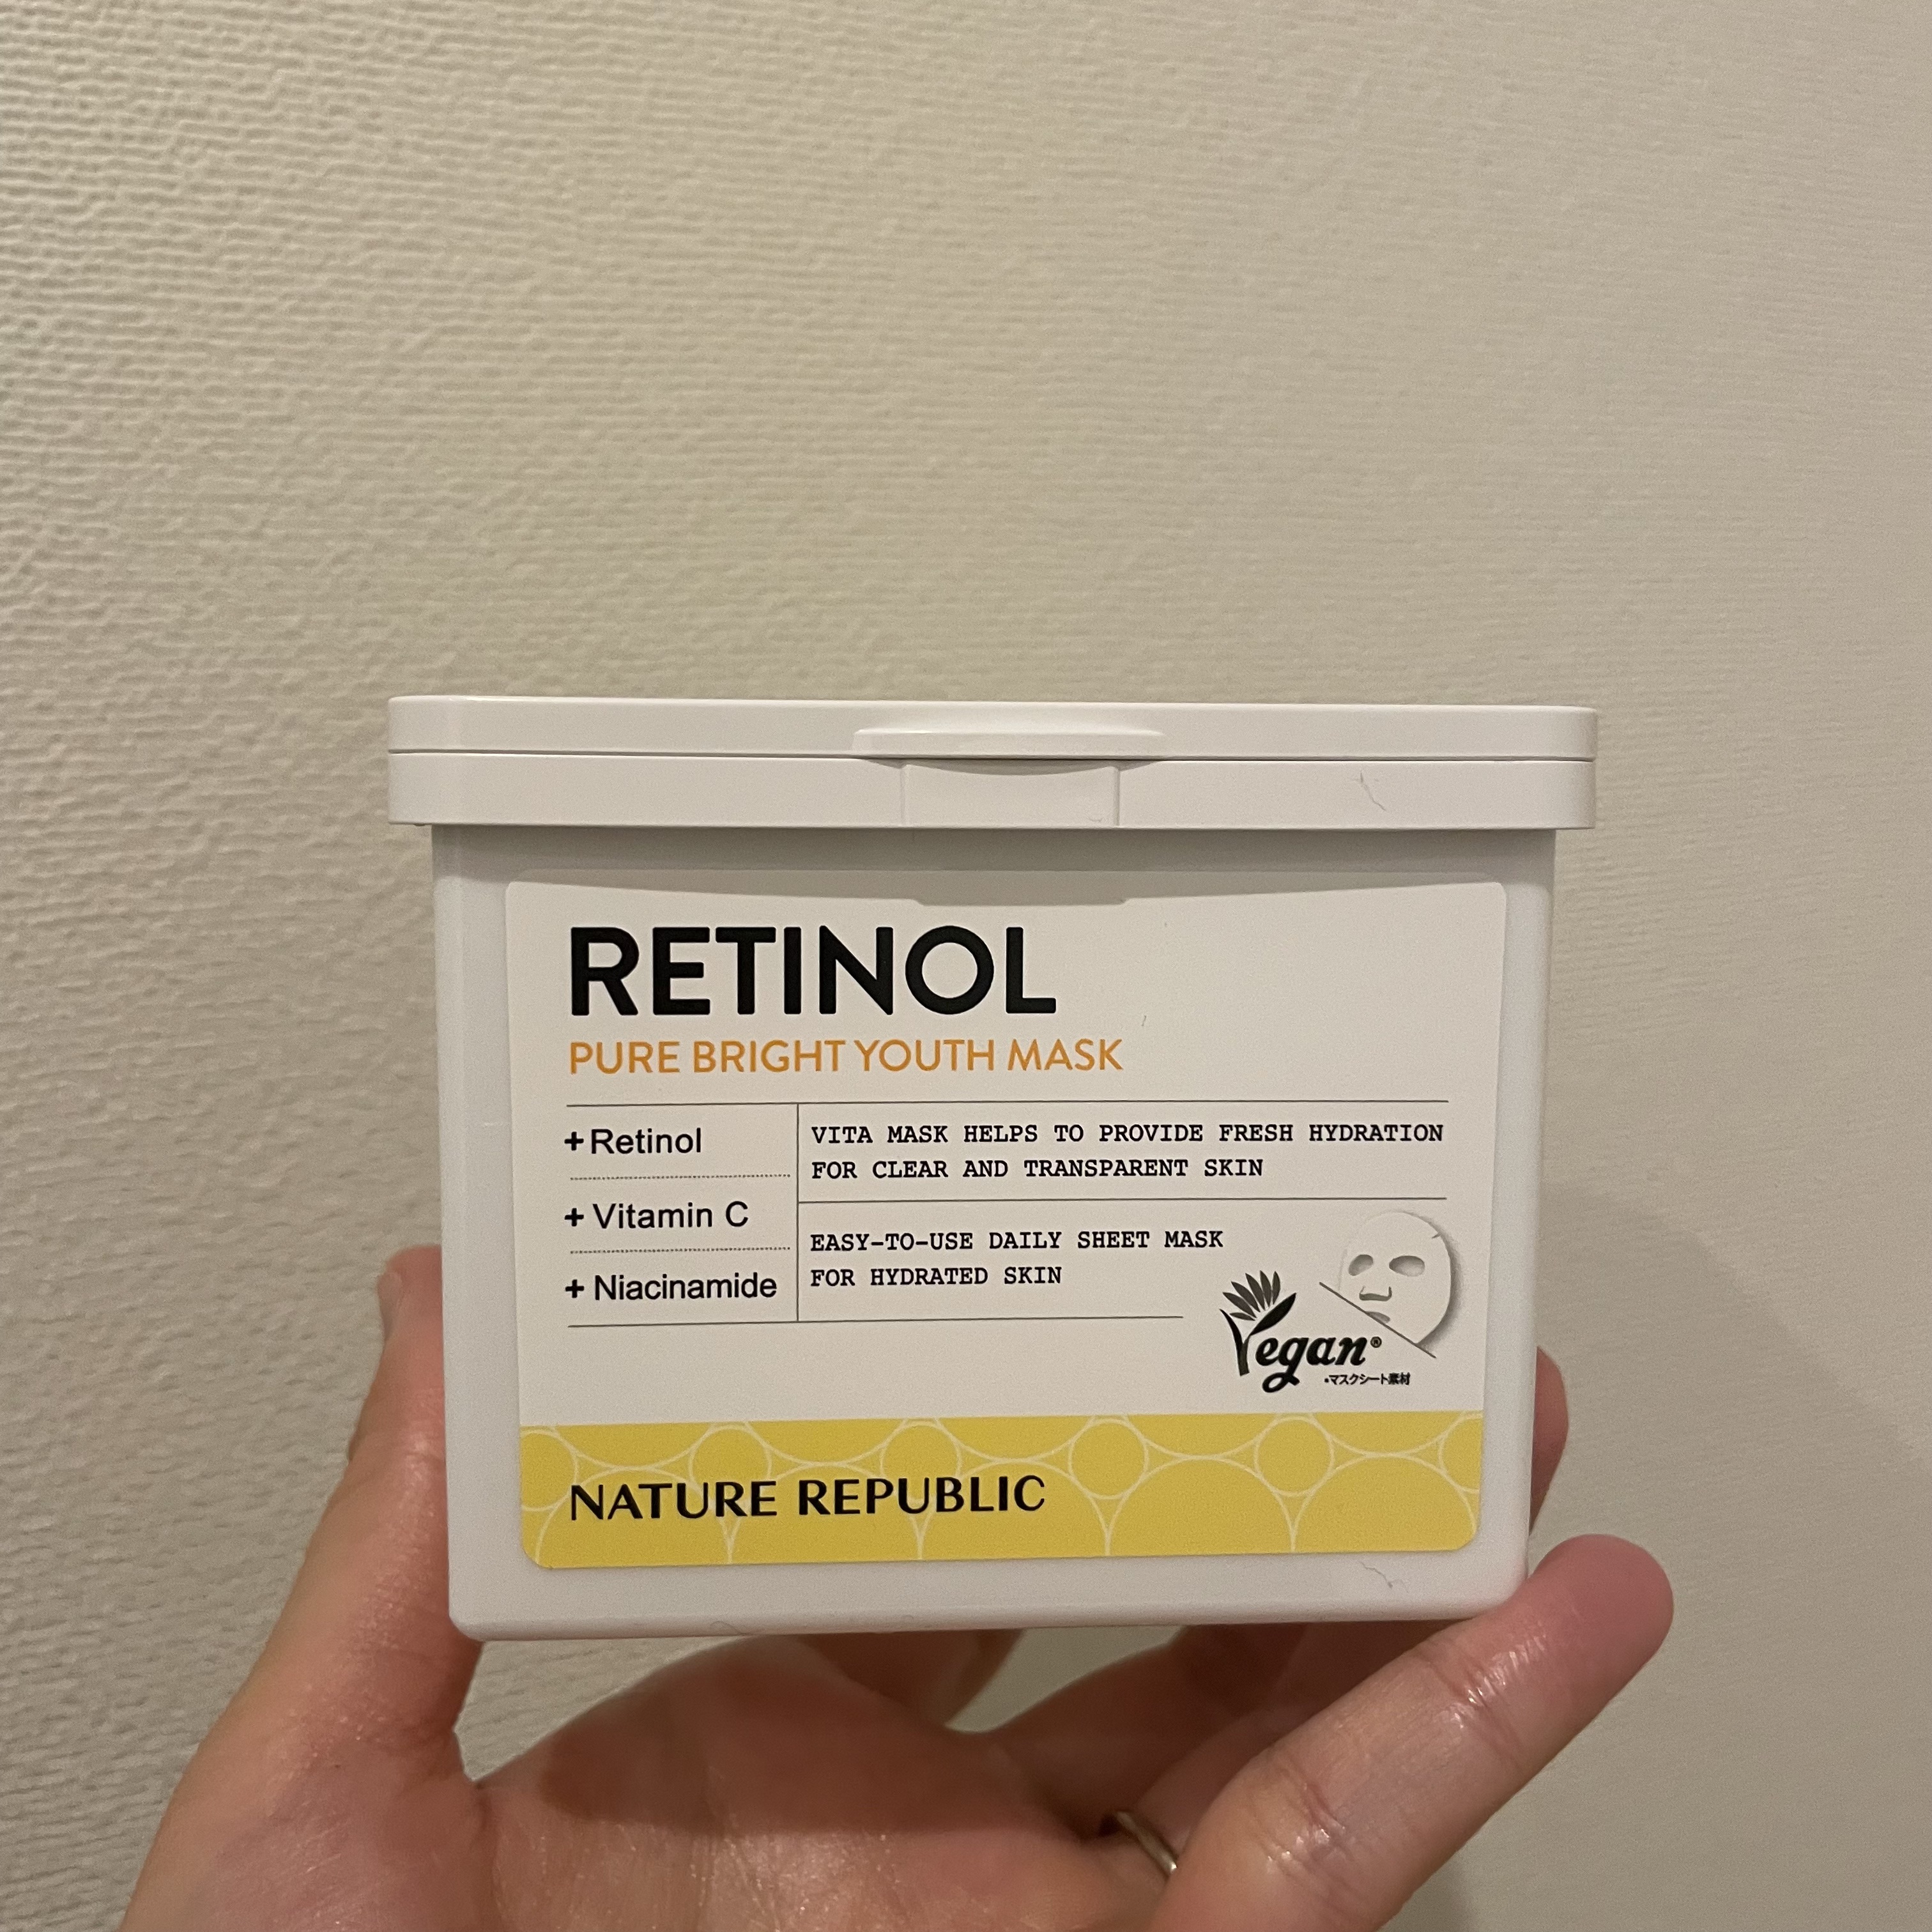 RETINOL
PURE BRIGHT YOUTH MASK
+Retinol
+ Vitamin C
+ Niacinamide
VITA MASK HELPS TO PROVIDE FRESH HYDRATION
FOR CLEAR AND TRANSPARENT SKIN
EASY-TO-USE DAILY SHEET MASK
FOR HYDRATED SKIN
Vegan®
•マスクシート素材
NATURE REPUBLIC